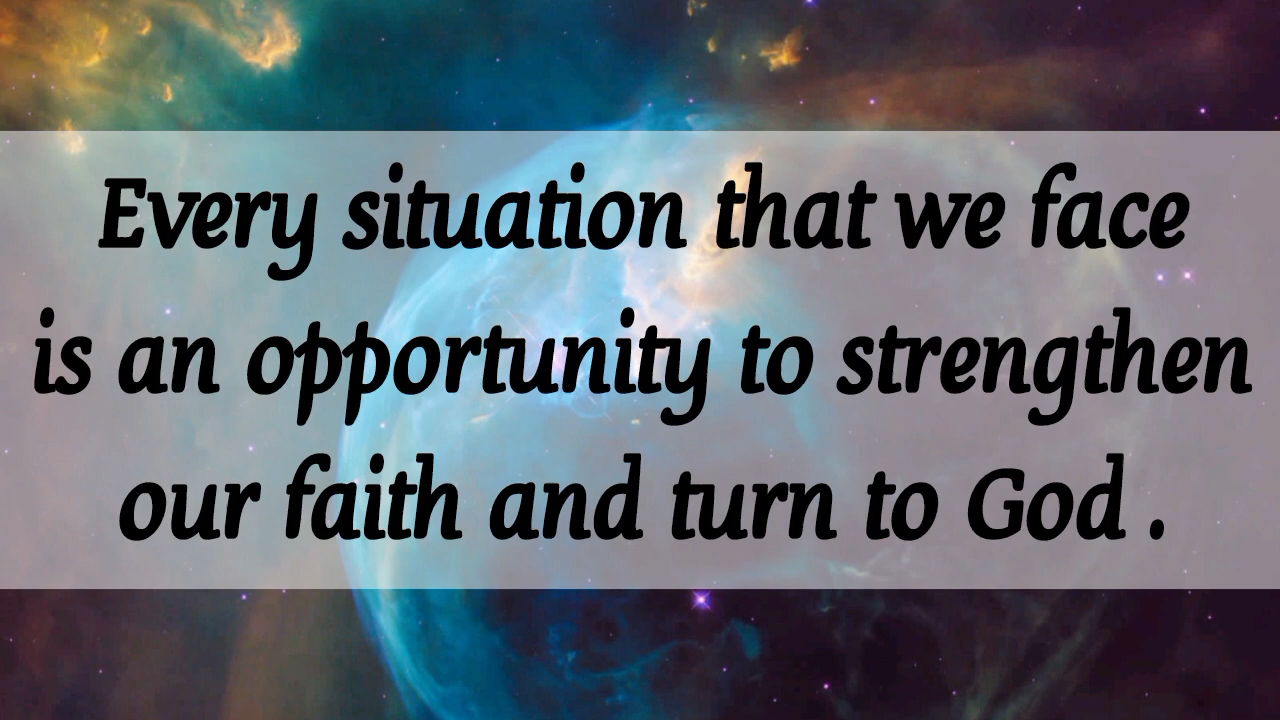 Every situation that we face
is an opportunity to strengthen
our faith and turn to God .